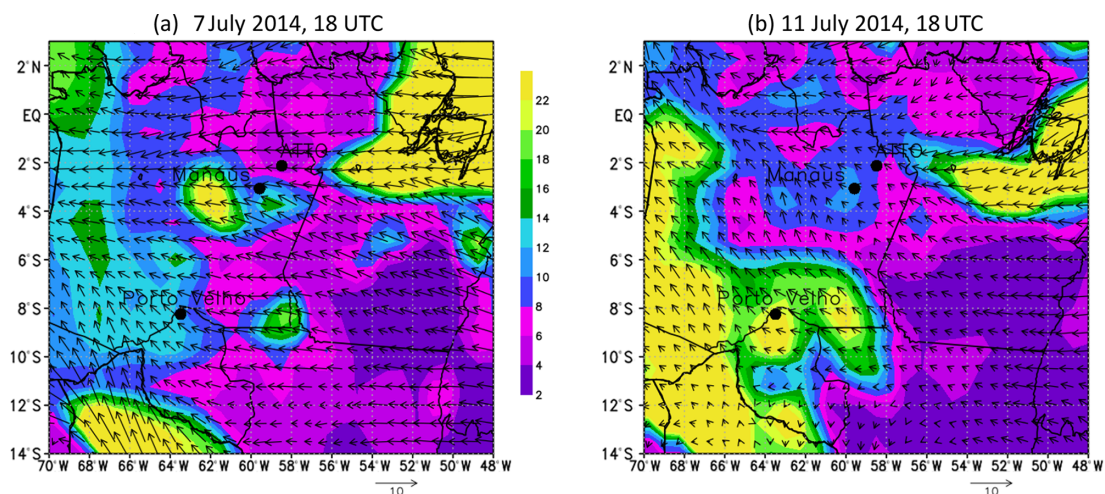 (a) 7 July 2014, 18 UTC
(b) 11 July 2014, 18 UTC
2°N
EQ
2°S
4°S
6°S
8°S
10°S
12°S
14°S
70°W 68°W 66°W 64°W 62°W 60°W 58°W 56°W 54°W 52°W 50°W 48°W
10
ATTO
Manaus
Porto Velho
22
20
18
16
14
12
10
8
6
4
2
2°N
EQ
2°S
4°S
6°S
8°S
10°S
12°S
14°S
70°W 68°W 66°W 64°W 62°W 60°W 58°W 56°W 54°W 52°W 50°W 48°W
10
ATTO
Manaus
Porto Velho